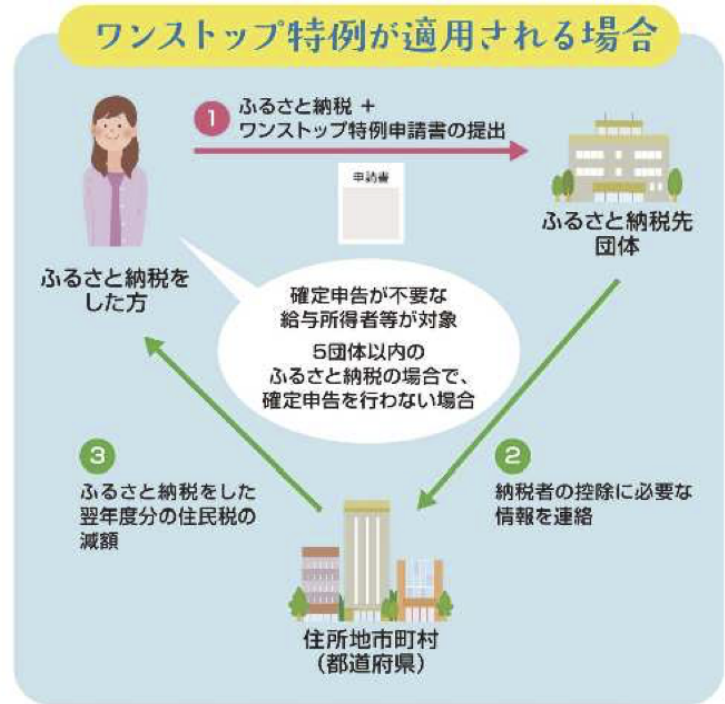 ワンストップ特例が適用される場合
1 ふるさと納税 +
ワンストップ特例申請書の提出
申請書
ふるさと納税をした方
ふるさと納税先
団体
確定申告が不要な
給与所得者等が対象
5団体以内の
ふるさと納税の場合で、
確定申告を行わない場合
3
ふるさと納税をした
翌年度分の住民税の
減額
2
納税者の控除に必要な
情報を連絡
住所地市町村
(都道府県)